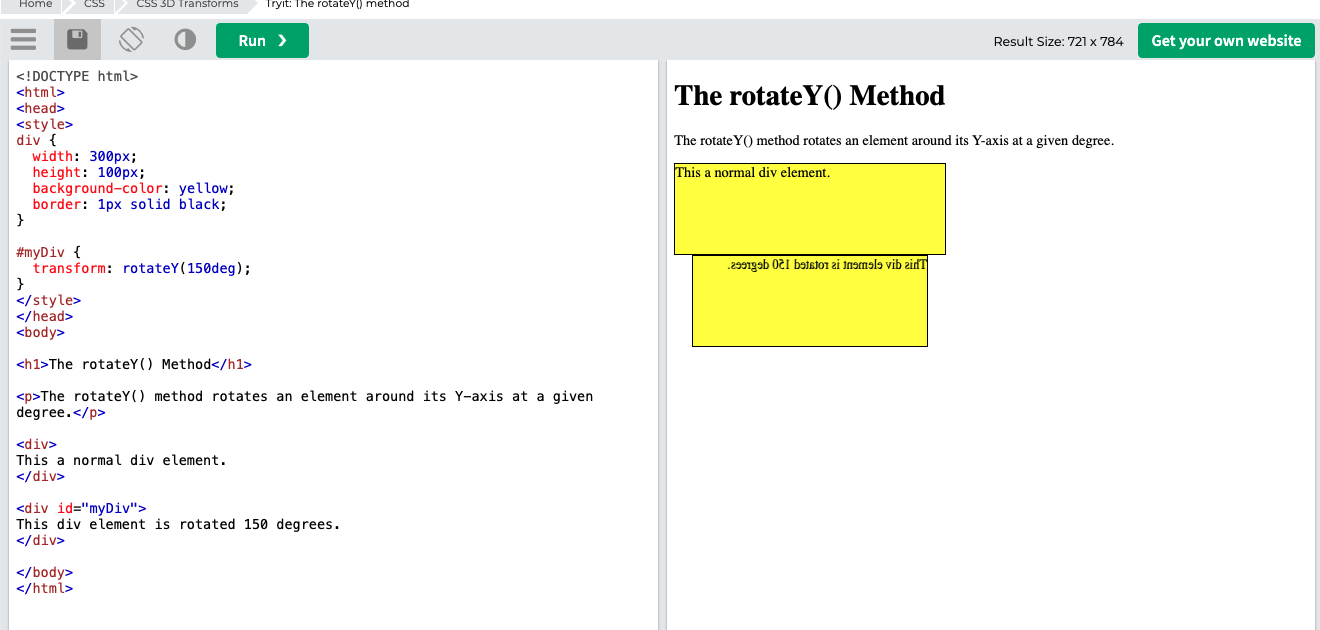 Home CSS CSS 3D Transforms Tryit: The rotateY() method
Run ❯ Result Size: 721 x 784 Get your own website
<!DOCTYPE html>
<html>
<head>
<style>
div {
  width: 300px;
  height: 100px;
  background-color: yellow;
  border: 1px solid black;
}

#myDiv {
  transform: rotateY(150deg);
}
</style>
</head>
<body>

<h1>The rotateY() Method</h1>

<p>The rotateY() method rotates an element around its Y-axis at a given
degree.</p>

<div>
This a normal div element.
</div>

<div id="myDiv">
This div element is rotated 150 degrees.
</div>

</body>
</html>
The rotateY() Method
The rotateY() method rotates an element around its Y-axis at a given degree.
This a normal div element.
This div element is rotated 150 degrees.